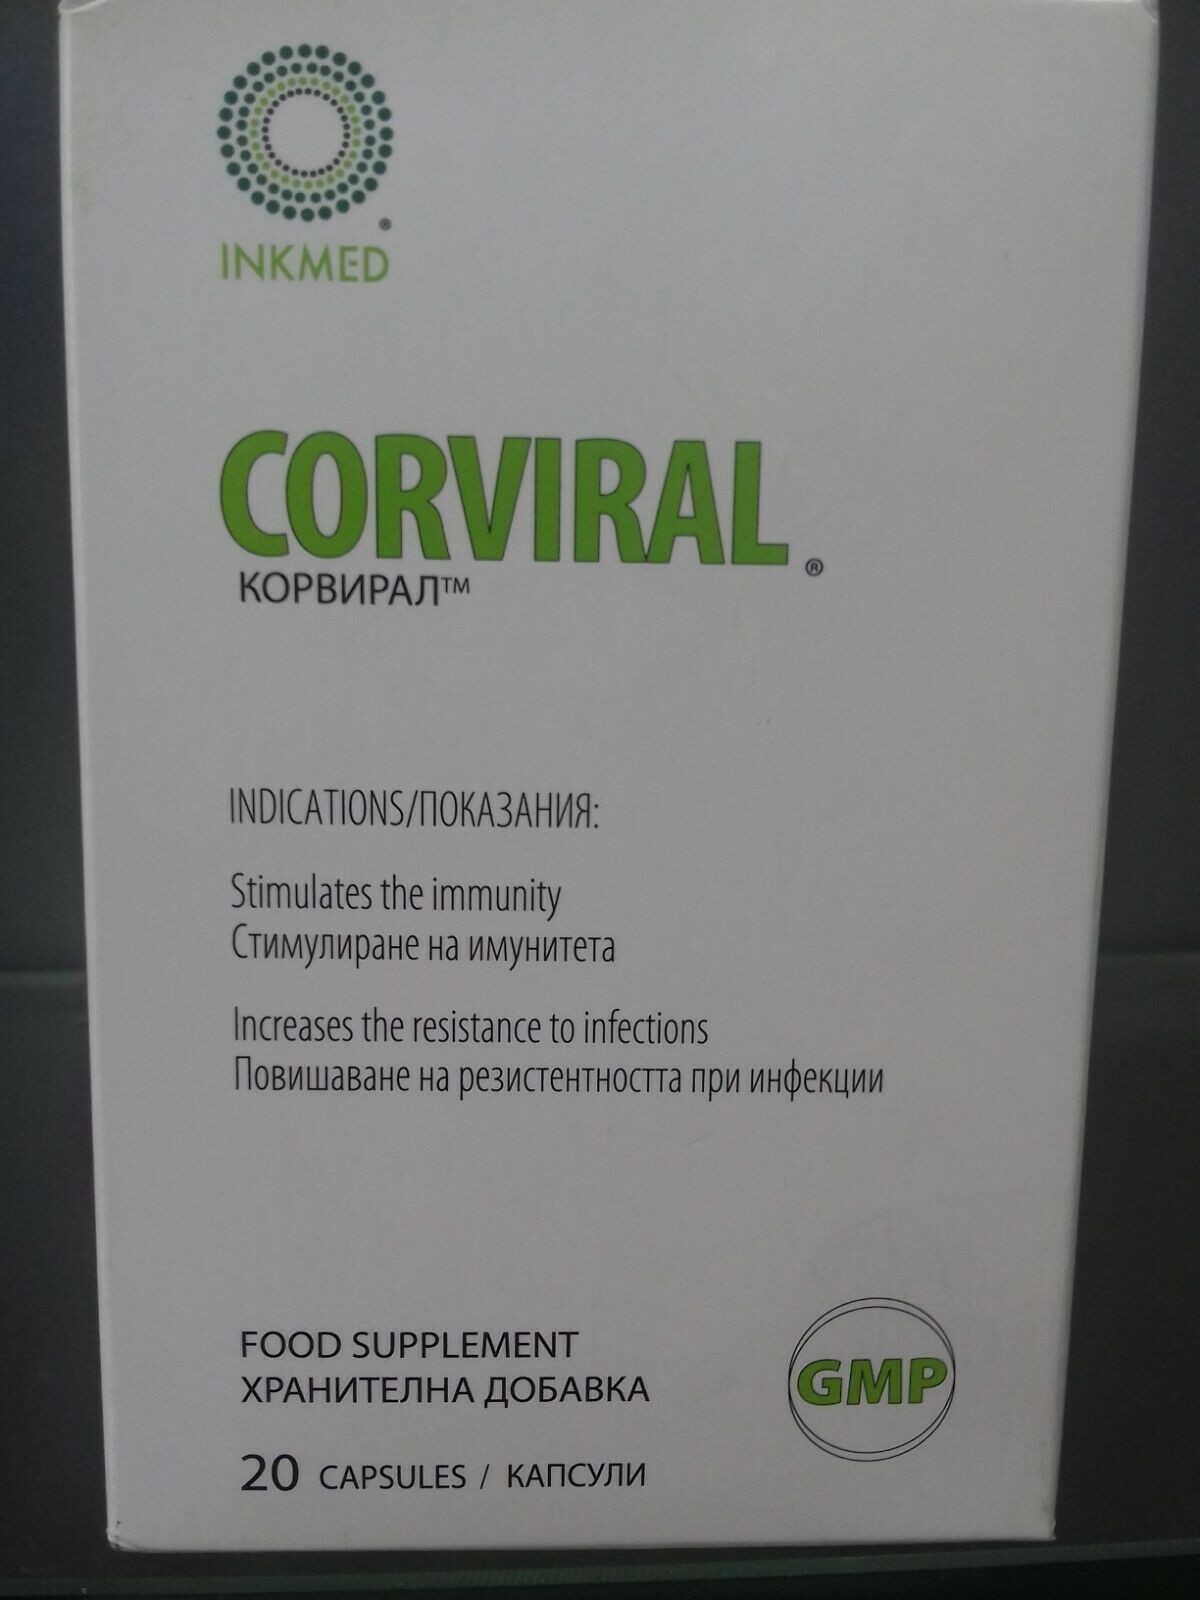 ®
INKMED
CORVIRAL®
КОРВИРАЛ™
INDICATIONS/ПОКАЗАНИЯ:
Stimulates the immunity
Стимулиране на имунитета
Increases the resistance to infections
Повишаване на резистентността при инфекции
FOOD SUPPLEMENT
ХРАНИТЕЛНА ДОБАВКА
GMP
20 CAPSULES / КАПСУЛИ